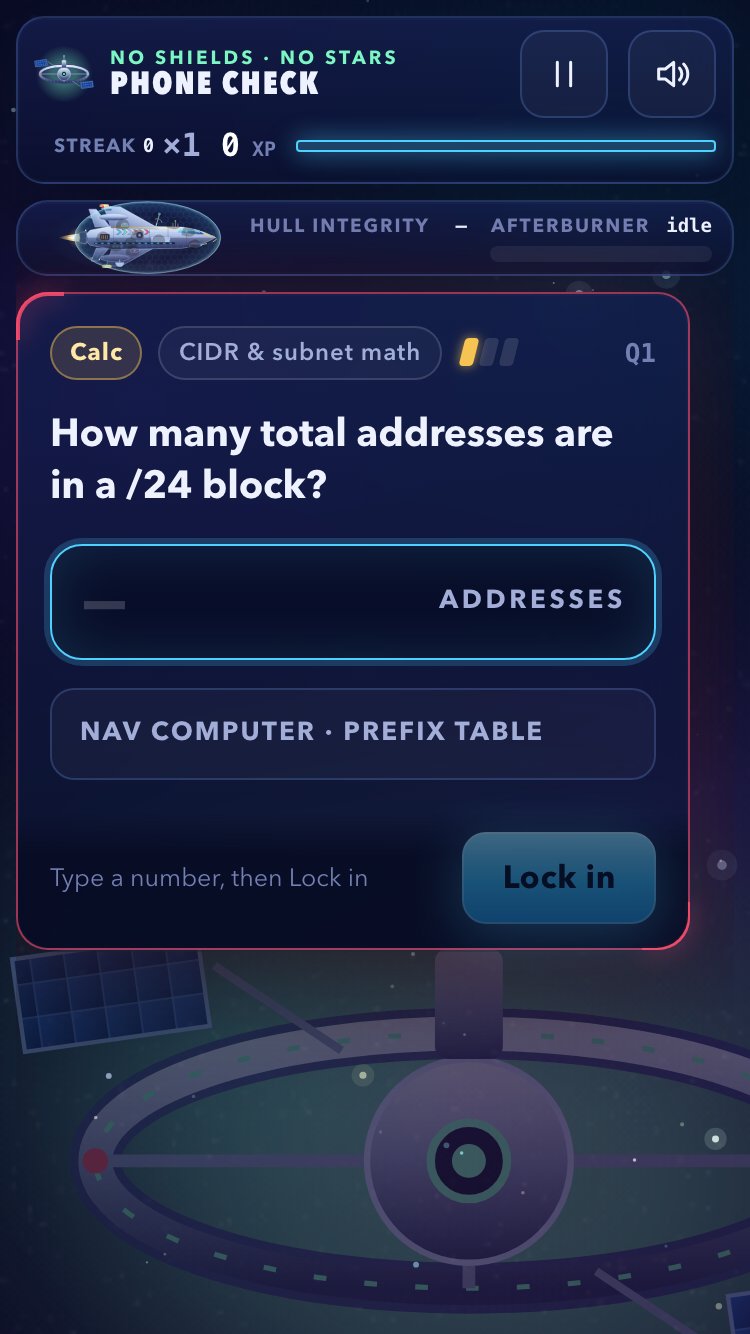 NO SHIELDS · NO STARS
PHONE CHECK
STREAK 0 ×1 0 XP
HULL INTEGRITY – AFTERBURNER idle
Calc CIDR & subnet math Q1
How many total addresses are
in a /24 block?
— ADDRESSES
NAV COMPUTER · PREFIX TABLE
Type a number, then Lock in Lock in